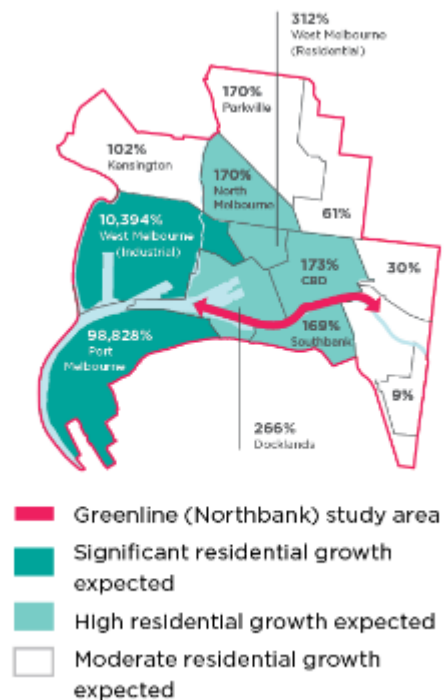 312%
West Melbourne
(Residential)
170%
Parkville
102%
Kensington
170%
North
Melbourne
61%
10,394%
West Melbourne
(Industrial)
30%
173%
CBD
98,828%
Port
Melbourne
169%
Southbank
9%
266%
Docklands
Greenline (Northbank) study area
Significant residential growth
expected
High residential growth expected
Moderate residential growth
expected